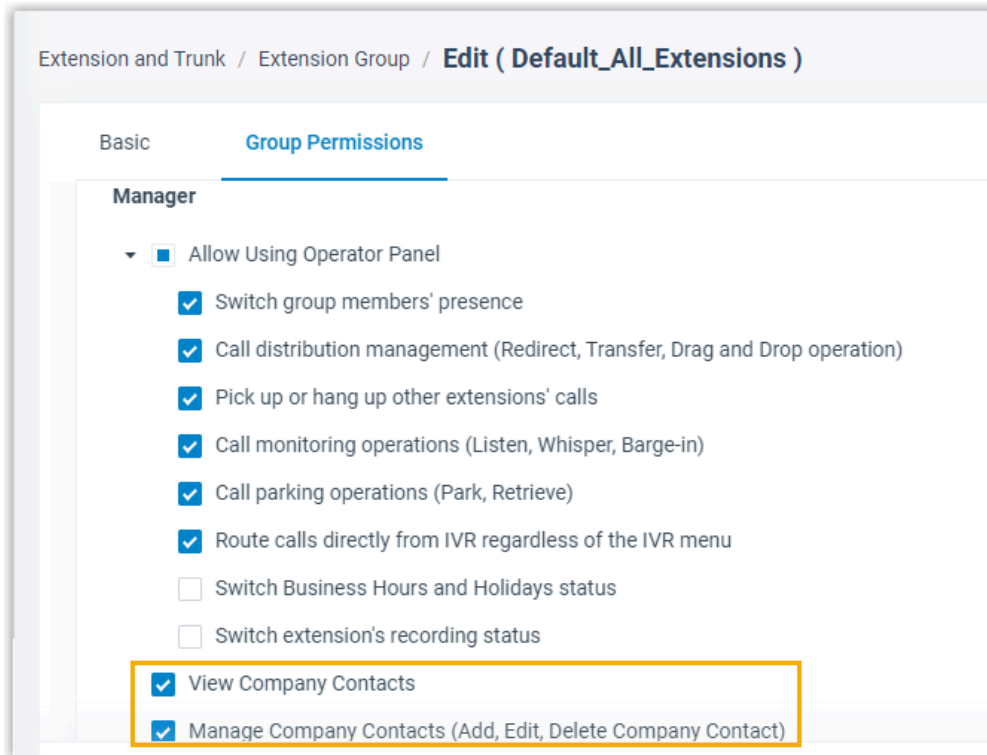 Extension and Trunk / Extension Group / Edit ( Default_All_Extensions )
Basic Group Permissions
Manager
Allow Using Operator Panel
Switch group members' presence
Call distribution management (Redirect, Transfer, Drag and Drop operation)
Pick up or hang up other extensions' calls
Call monitoring operations (Listen, Whisper, Barge-in)
Call parking operations (Park, Retrieve)
Route calls directly from IVR regardless of the IVR menu
Switch Business Hours and Holidays status
Switch extension's recording status
View Company Contacts
Manage Company Contacts (Add, Edit, Delete Company Contact)